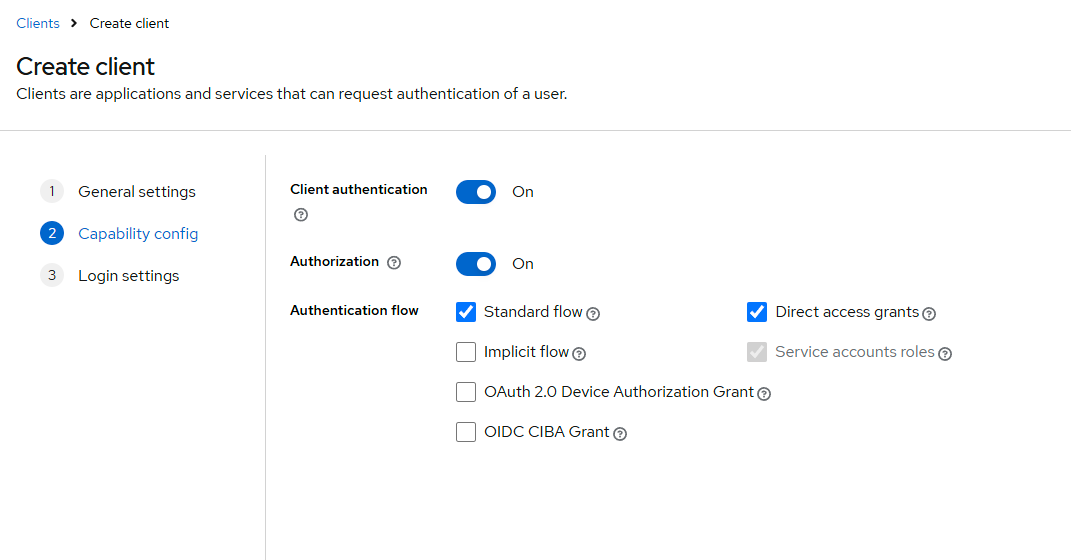 Clients > Create client
Create client
Clients are applications and services that can request authentication of a user.
1 General settings
2 Capability config
3 Login settings
Client authentication ? On
Authorization ? On
Authentication flow
Standard flow ? Direct access grants ?
Implicit flow ? Service accounts roles ?
OAuth 2.0 Device Authorization Grant ?
OIDC CIBA Grant ?